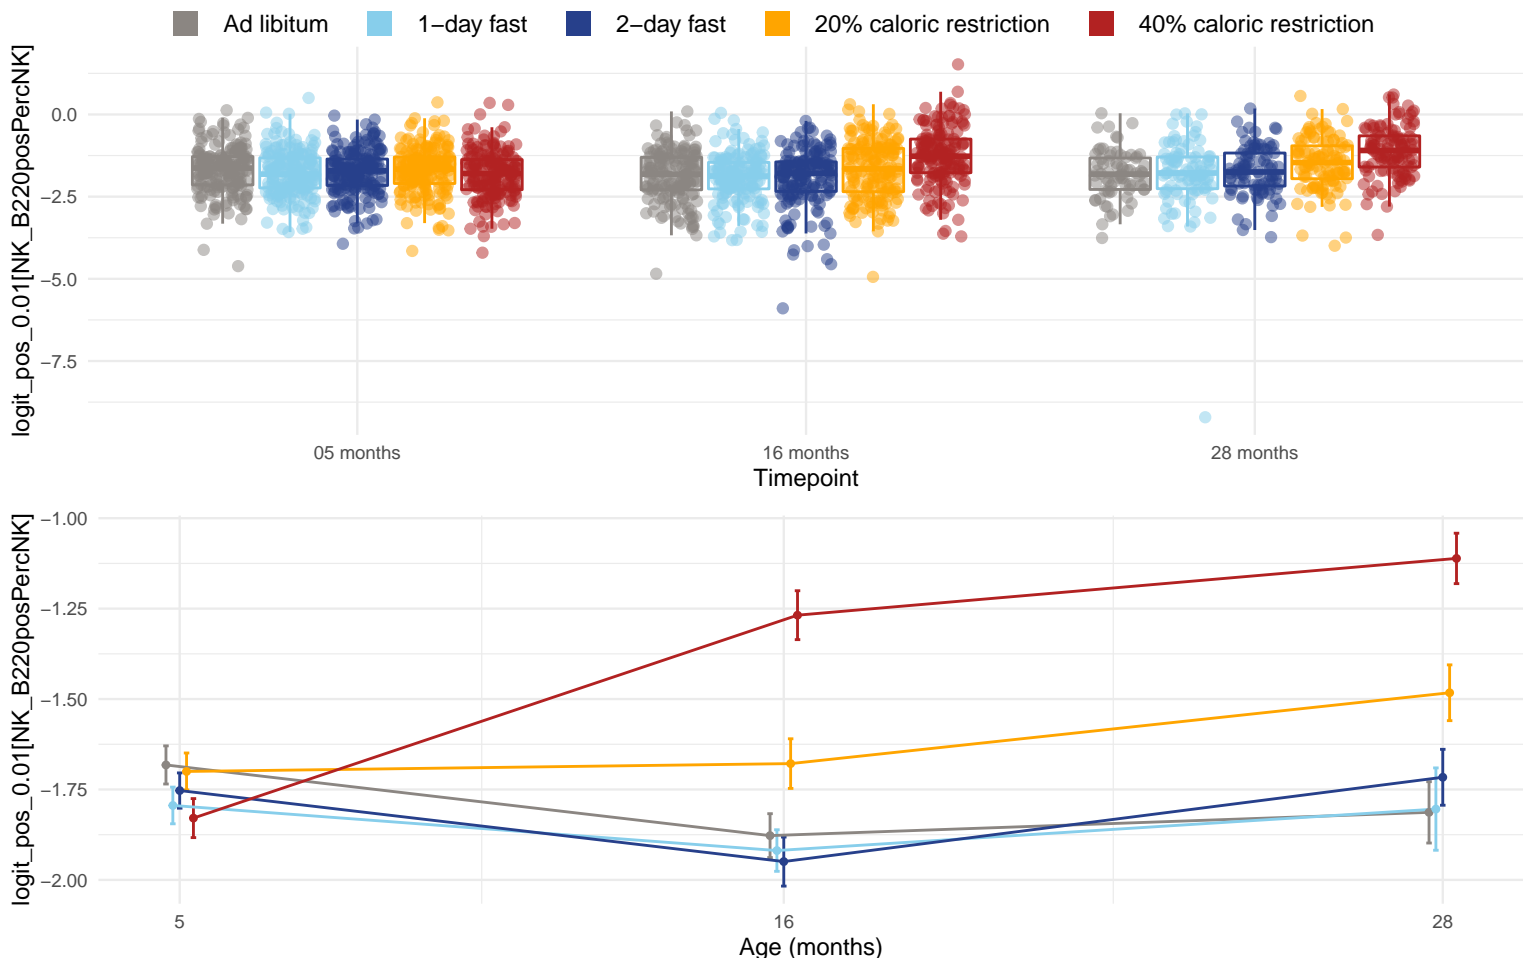 Ad libitum 1−day fast 2−day fast 20% caloric restriction 40% caloric restriction
logit_pos_0.01[NK_B220posPercNK]
0.0
−2.5
−5.0
−7.5
05 months 16 months 28 months
Timepoint
logit_pos_0.01[NK_B220posPercNK]
−1.00
−1.25
−1.50
−1.75
−2.00
5 16 28
Age (months)